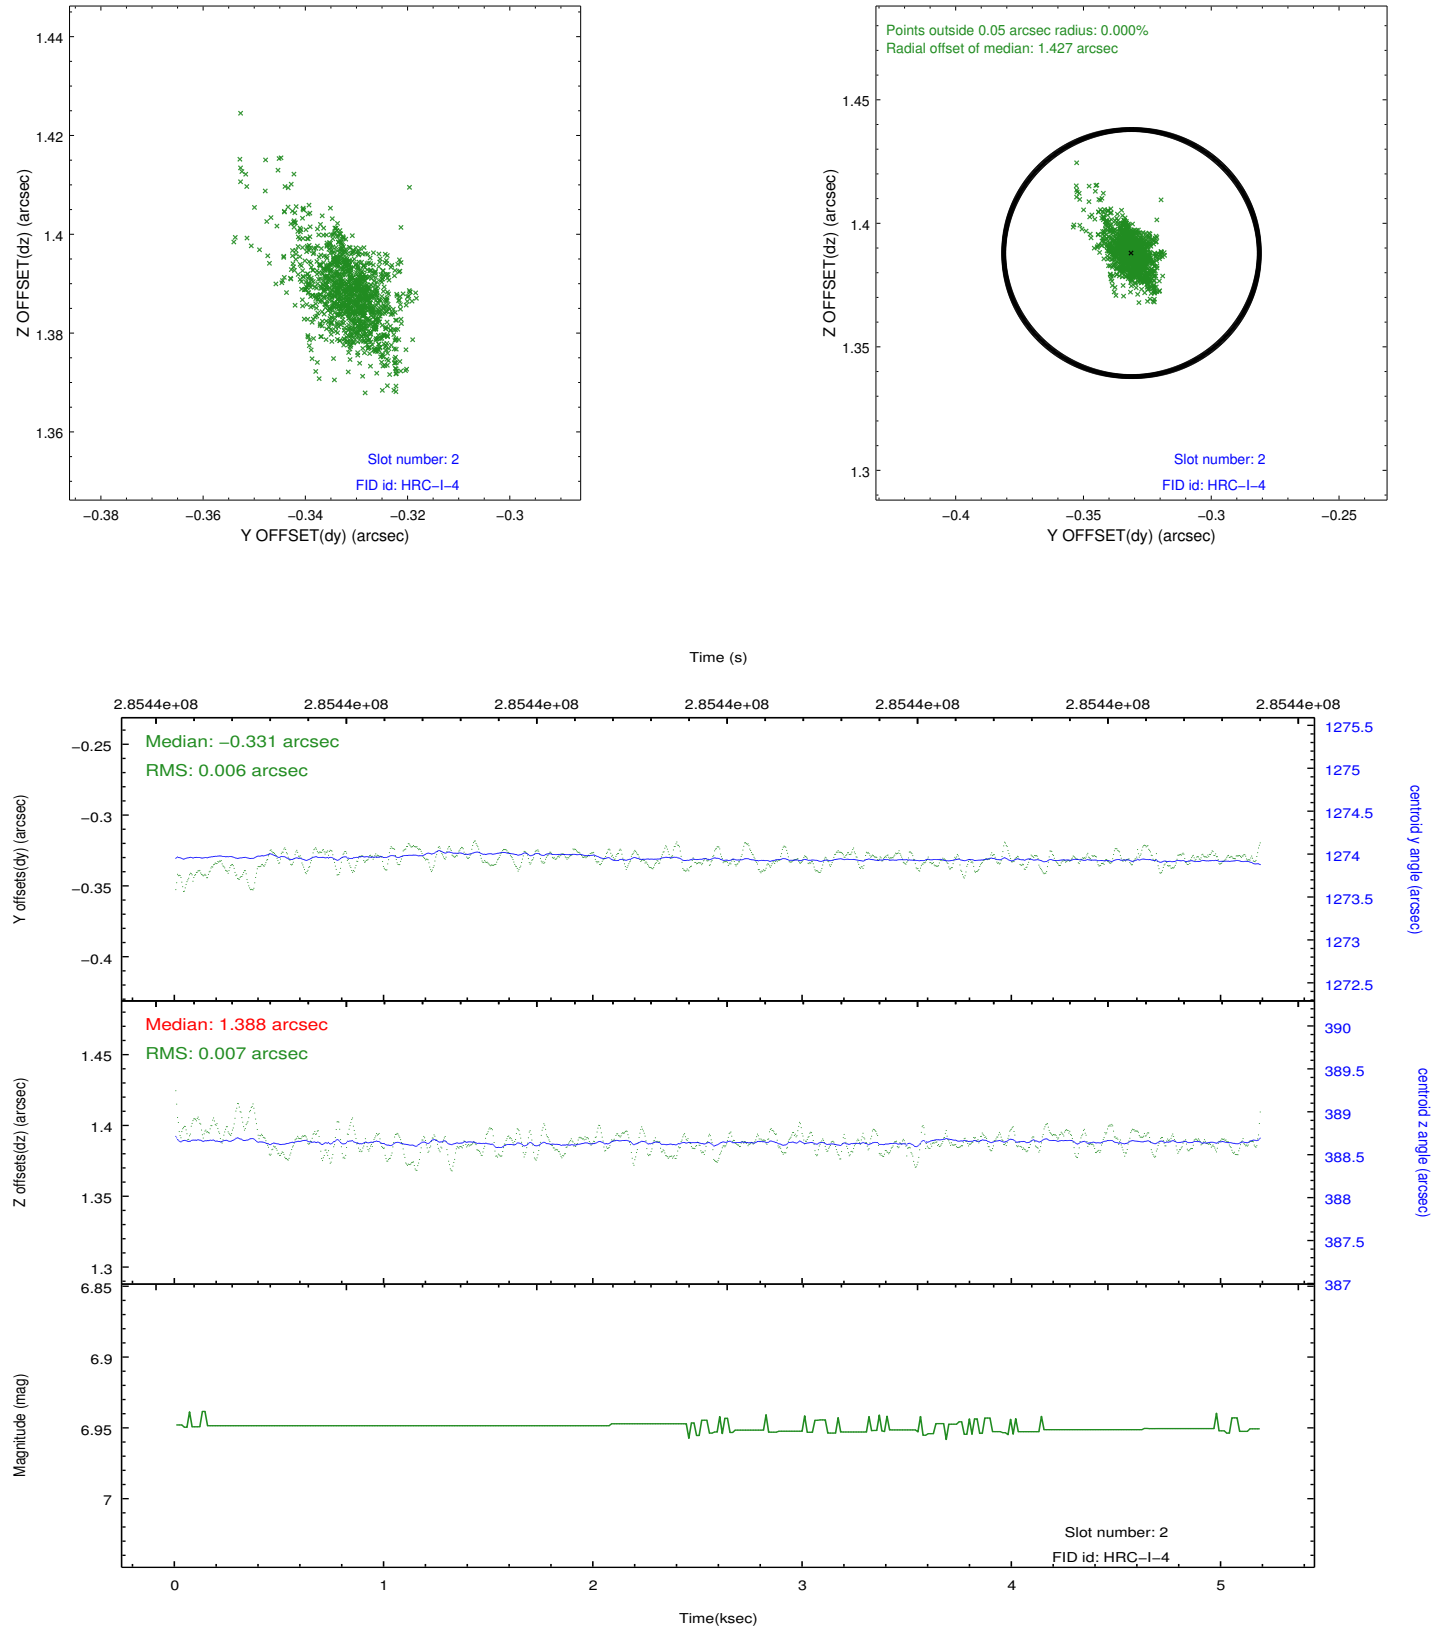 1.44
1.42
1.4
1.38
1.36
Z OFFSET(dz) (arcsec)
Slot number: 2
FID id: HRC−I−4
−0.38 −0.36 −0.34 −0.32 −0.3
Y OFFSET(dy) (arcsec)
Points outside 0.05 arcsec radius: 0.000%
Radial offset of median: 1.427 arcsec
1.45
1.4
1.35
1.3
Z OFFSET(dz) (arcsec)
Slot number: 2
FID id: HRC−I−4
−0.4 −0.35 −0.3 −0.25
Y OFFSET(dy) (arcsec)
Time (s)
2.8544e+08 2.8544e+08 2.8544e+08 2.8544e+08 2.8544e+08 2.8544e+08 2.8544e+08
Median: −0.331 arcsec
RMS: 0.006 arcsec
−0.25
−0.3
−0.35
−0.4
Y offsets(dy) (arcsec)
1275.5
1275
1274.5
1274
1273.5
1273
1272.5
centroid y angle (arcsec)
Median: 1.388 arcsec
RMS: 0.007 arcsec
1.45
1.4
1.35
1.3
Z offsets(dz) (arcsec)
390
389.5
389
388.5
388
387.5
387
centroid z angle (arcsec)
6.85
6.9
6.95
7
Magnitude (mag)
Slot number: 2
FID id: HRC−I−4
0 1 2 3 4 5
Time(ksec)